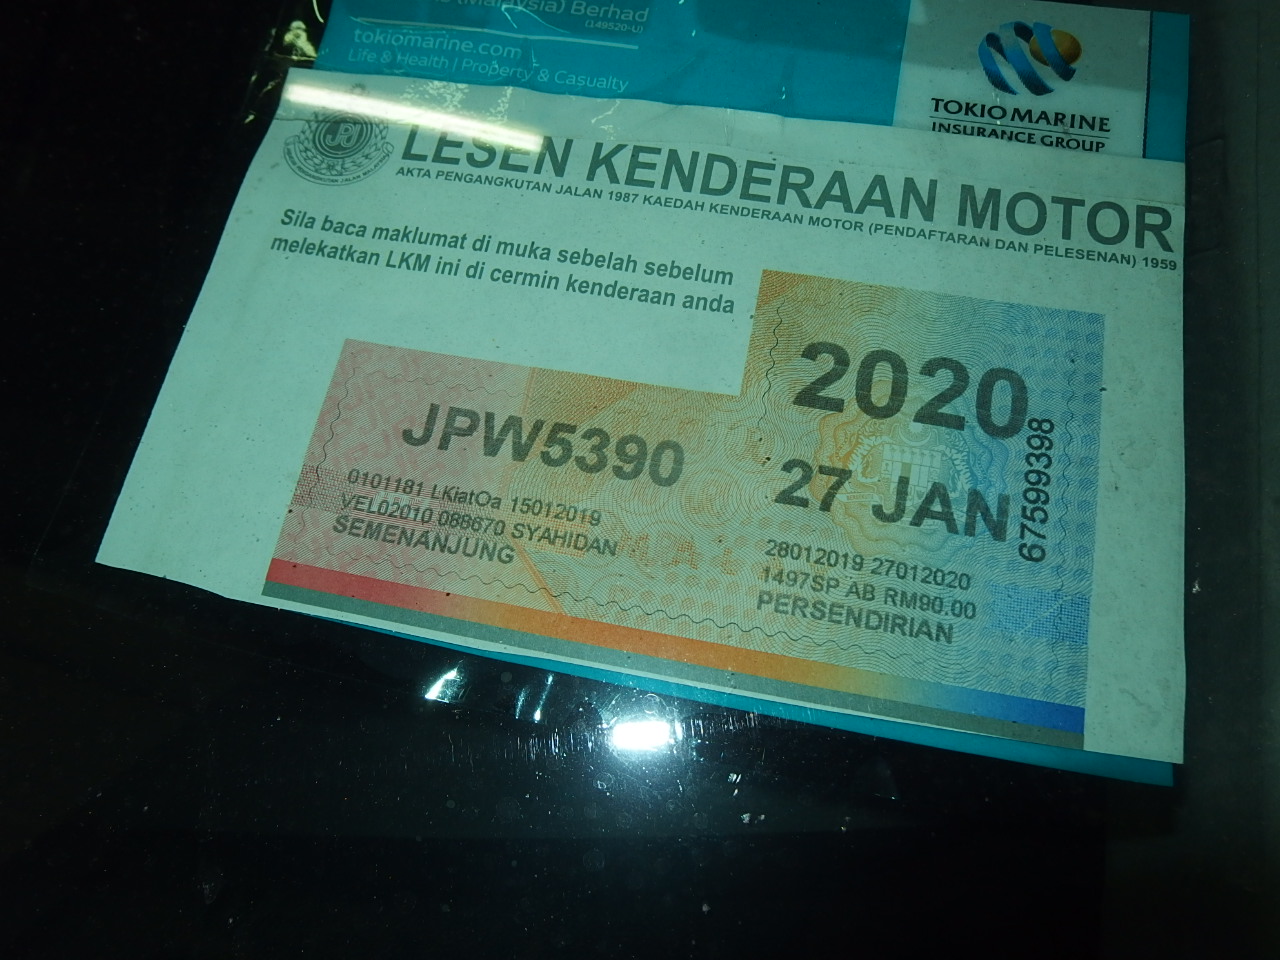 (Malaysia) Berhad
(149520-U)
tokiomarine.com
Life & Health | Property & Casualty
TOKIO MARINE
INSURANCE GROUP
LESEN KENDERAAN MOTOR
AKTA PENGANGKUTAN JALAN 1987 KAEDAH KENDERAAN MOTOR (PENDAFTARAN DAN PELESENAN) 1959
Sila baca maklumat di muka sebelah sebelum
melekatkan LKM ini di cermin kenderaan anda
JPW5390
0101181 LKiatOa 15012019
VEL02010 088670 SYAHIDAN
SEMENANJUNG
2020
27 JAN
67599398
28012019 27012020
1497SP AB RM90.00
PERSENDIRIAN